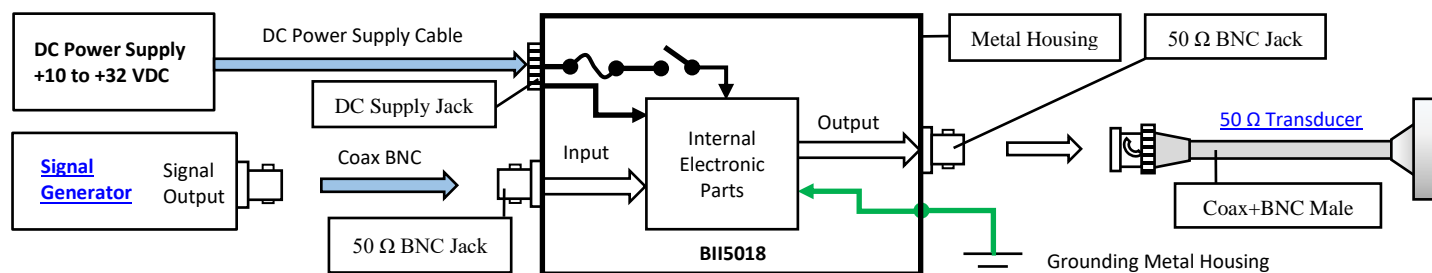 DC Power Supply
+10 to +32 VDC
DC Power Supply Cable
DC Supply Jack
Metal Housing
50 Ω BNC Jack
Signal
Generator
Signal
Output
Coax BNC
50 Ω BNC Jack
Input
Internal
Electronic
Parts
Output
BII5018
50 Ω Transducer
Coax+BNC Male
Grounding Metal Housing